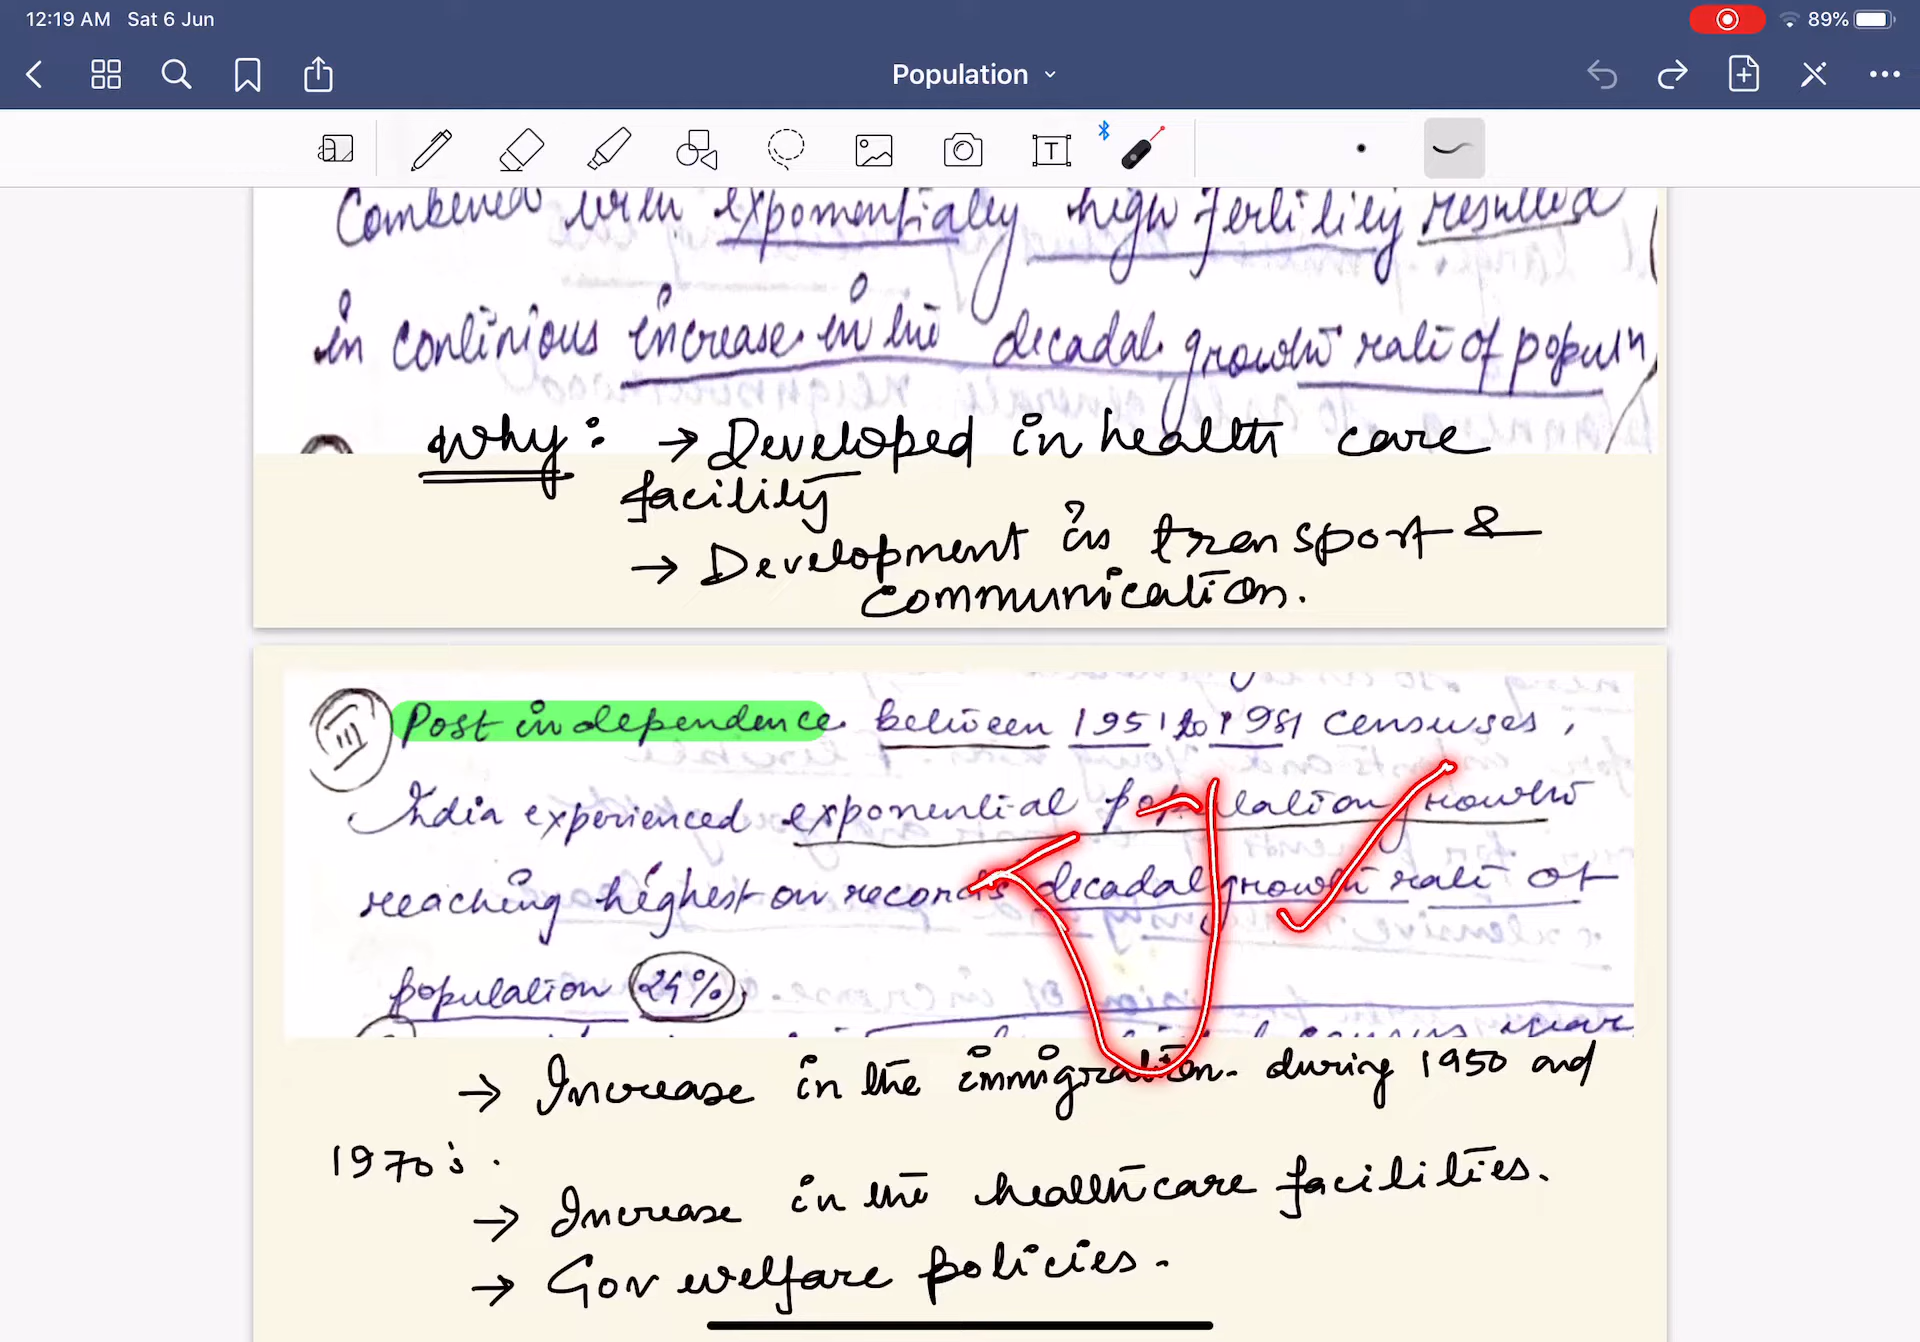 12:19 AM Sat 6 Jun
89%
Population
Combined with exponentially high fertility resulted
in continious increase in the decadal growth rate of populn
Why: → Developed in health care
facility
→ Development in transport &
communication.
III Post independence between 1951 to 1981 censuses,
India experienced exponential population growth
reaching highest on records decadal growth rate of
population 24%.
→ Increase in the immigration during 1950 and
1970's.
→ Increase in the healthcare facilities.
→ Gov welfare policies.